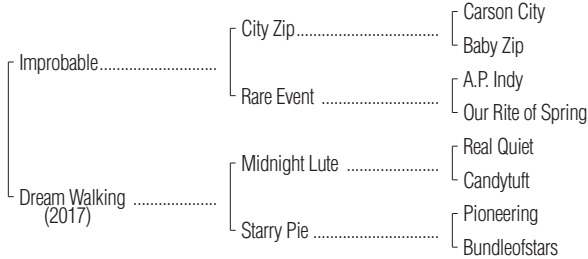 Carson City
City Zip
Baby Zip
Improbable
A.P. Indy
Rare Event
Our Rite of Spring
Real Quiet
Midnight Lute
Candytuft
Dream Walking
(2017)
Pioneering
Starry Pie
Bundleofstars